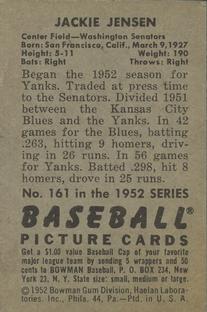 JACKIE JENSEN
Center Field—Washington Senators
Born: San Francisco, Calif., March 9, 1927
Height: 5-11 Weight: 190
Bats: Right Throws: Right
Began the 1952 season for
Yanks. Traded at press time
to the Senators. Divided 1951
between the Kansas City
Blues and the Yanks. In 42
games for the Blues, batting
.263, hitting 9 homers, driv-
ing in 26 runs. In 56 games
for Yanks. Batted .298, hit 8
homers, drove in 25 runs.
No. 161 in the 1952 SERIES
BASEBALL®
PICTURE CARDS
Get a $1.00 value Baseball Cap of your favorite
major league team by sending 5 wrappers and 50
cents to BOWMAN Baseball, P. O. BOX 234, New
York 23, N. Y. State size: small, medium or large.
©1952 Bowman Gum Division, Haelan Labora-
tories, Inc., Phila. 44, Pa.—Ptd in U. S. A.